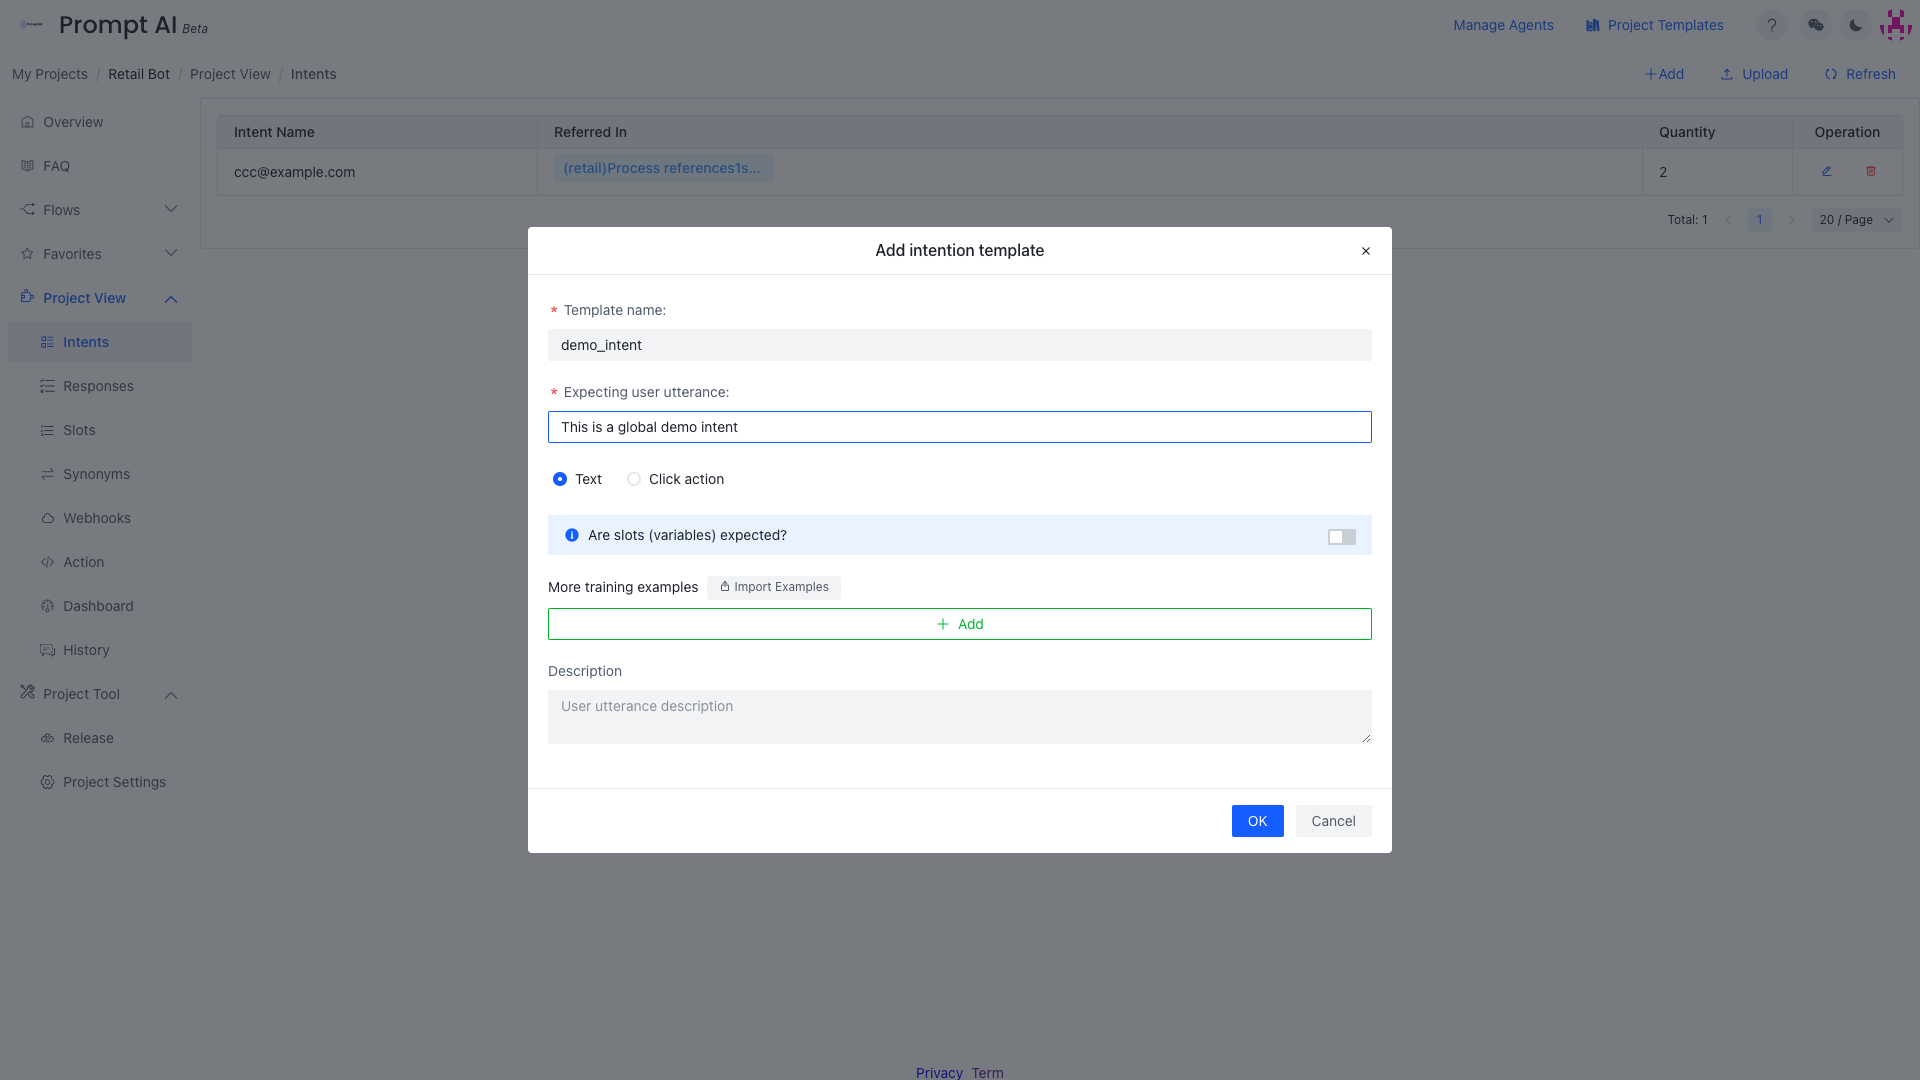 Prompt AI Beta
Manage Agents
Project Templates
?
My Projects / Retail Bot / Project View / Intents
Add
Upload
Refresh
Overview
FAQ
Flows
Favorites
Project View
Intents
Responses
Slots
Synonyms
Webhooks
Action
Dashboard
History
Project Tool
Release
Project Settings
Intent Name
Referred In
Quantity
Operation
ccc@example.com
(retail)Process references1s...
2
Total: 1
1
20 / Page
Add intention template
* Template name:
demo_intent
* Expecting user utterance:
This is a global demo intent
Text
Click action
Are slots (variables) expected?
More training examples
Import Examples
Add
Description
User utterance description
OK
Cancel
Privacy Term